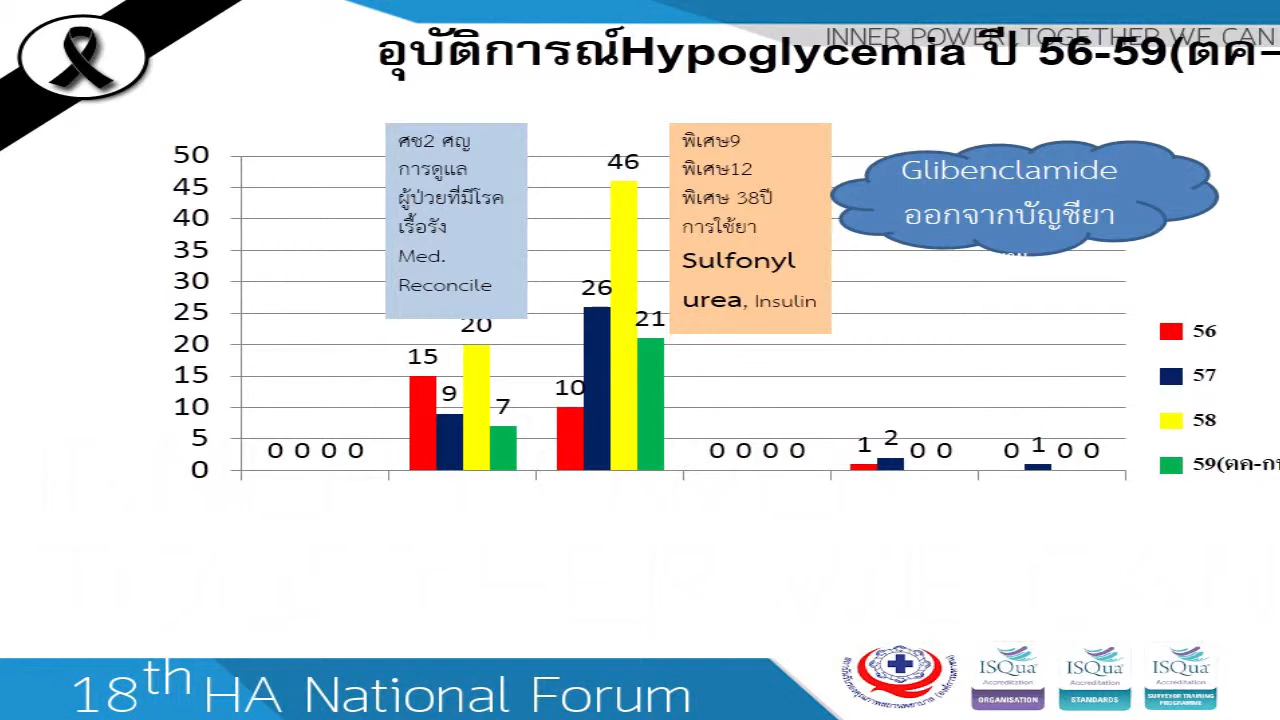 INNER POWER, TOGETHER WE CAN
อุบัติการณ์Hypoglycemia ปี 56-59(ตค-
ศช2 ศญ
การดูแล
ผู้ป่วยที่มีโรค
เรื้อรัง
Med.
Reconcile
พิเศษ9
พิเศษ12
พิเศษ 38ปี
การใช้ยา
Sulfonyl
urea, Insulin
Glibenclamide
ออกจากบัญชียา
50
45
40
35
30
25
20
15
10
5
0
0 0 0 0
15 9 20 7
10 26 46 21
0 0 0 0
1 2 0 0
0 1 0 0
56
57
58
59(ตค-กพ
18th HA National Forum
ISQua
Accreditation
ORGANISATION
ISQua
Accreditation
STANDARDS
ISQua
Accreditation
SURVEYOR TRAINING
PROGRAMME